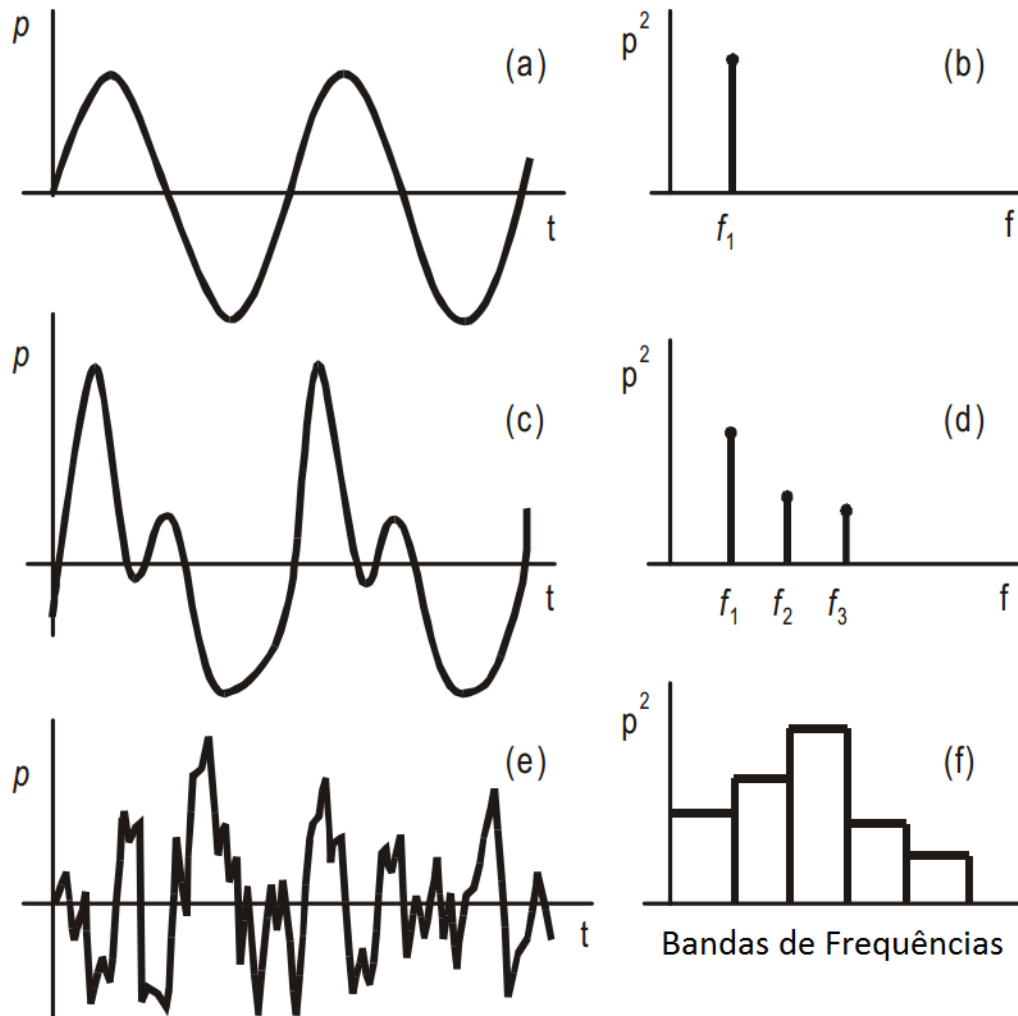 p
(a)
t
p²
(b)
f₁
f
p
(c)
t
p²
(d)
f₁ f₂ f₃
f
p
(e)
t
p²
(f)
Bandas de Frequências